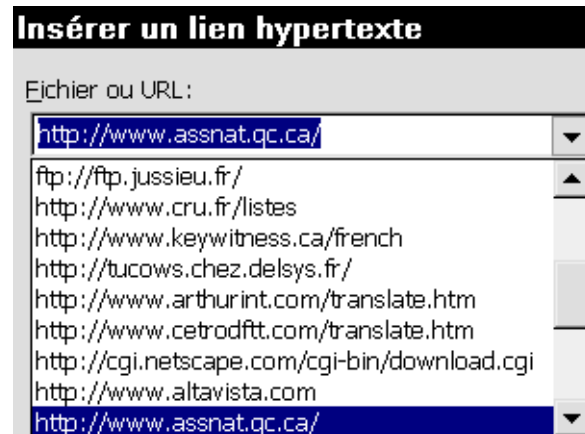 Insérer un lien hypertexte
Fichier ou URL:
http://www.assnat.qc.ca/
ftp://ftp.jussieu.fr/
http://www.cru.fr/listes
http://www.keywitness.ca/french
http://tucows.chez.delsys.fr/
http://www.arthurint.com/translate.htm
http://www.cetrodftt.com/translate.htm
http://cgi.netscape.com/cgi-bin/download.cgi
http://www.altavista.com
http://www.assnat.qc.ca/